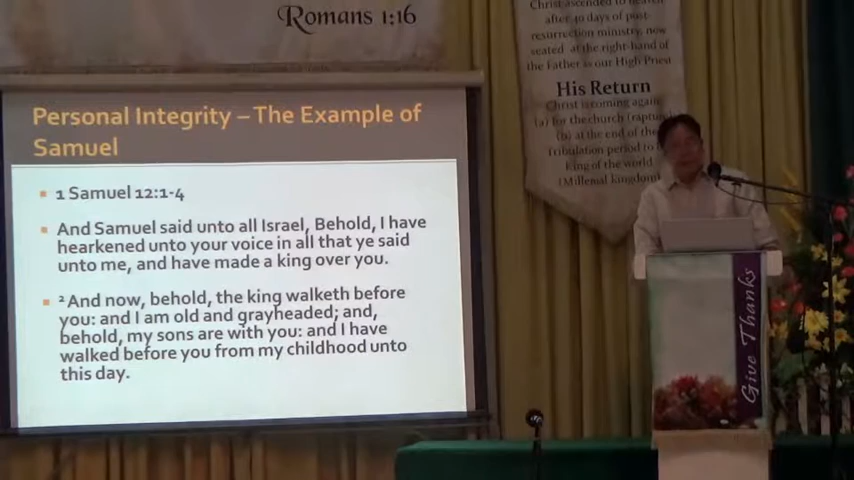 Romans 1:16
Personal Integrity – The Example of
Samuel
1 Samuel 12:1-4
And Samuel said unto all Israel, Behold, I have
hearkened unto your voice in all that ye said
unto me, and have made a king over you.
2 And now, behold, the king walketh before
you: and I am old and grayheaded; and,
behold, my sons are with you: and I have
walked before you from my childhood unto
this day.
Christ ascended to heaven
after 40 days of post-
resurrection ministry, now
seated at the right hand of
the Father as our High Priest
His Return
Christ is coming again
(a) for the church (rapture
(b) at the end of the
Tribulation period to
king of the world
(Millenial kingdom
Give Thanks